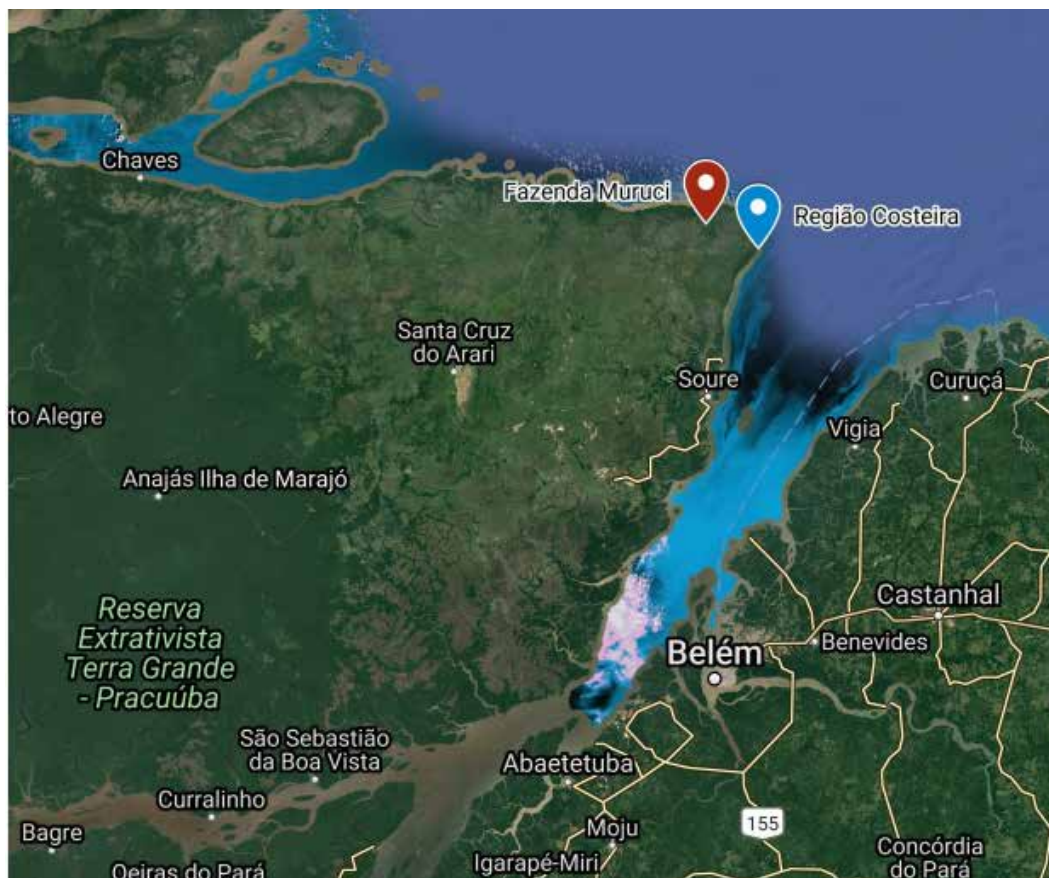 Chaves
Fazenda Muruci
Região Costeira
Santa Cruz
do Arari
Soure
Curuçá
to Alegre
Vigia
Anajás Ilha de Marajó
Reserva
Extrativista
Terra Grande
- Pracuúba
Castanhal
Benevides
Belém
São Sebastião
da Boa Vista
Abaetetuba
Curralinho
155
Bagre
Moju
Concórdia
do Pará
Igarapé-Miri
Oeiras do Pará